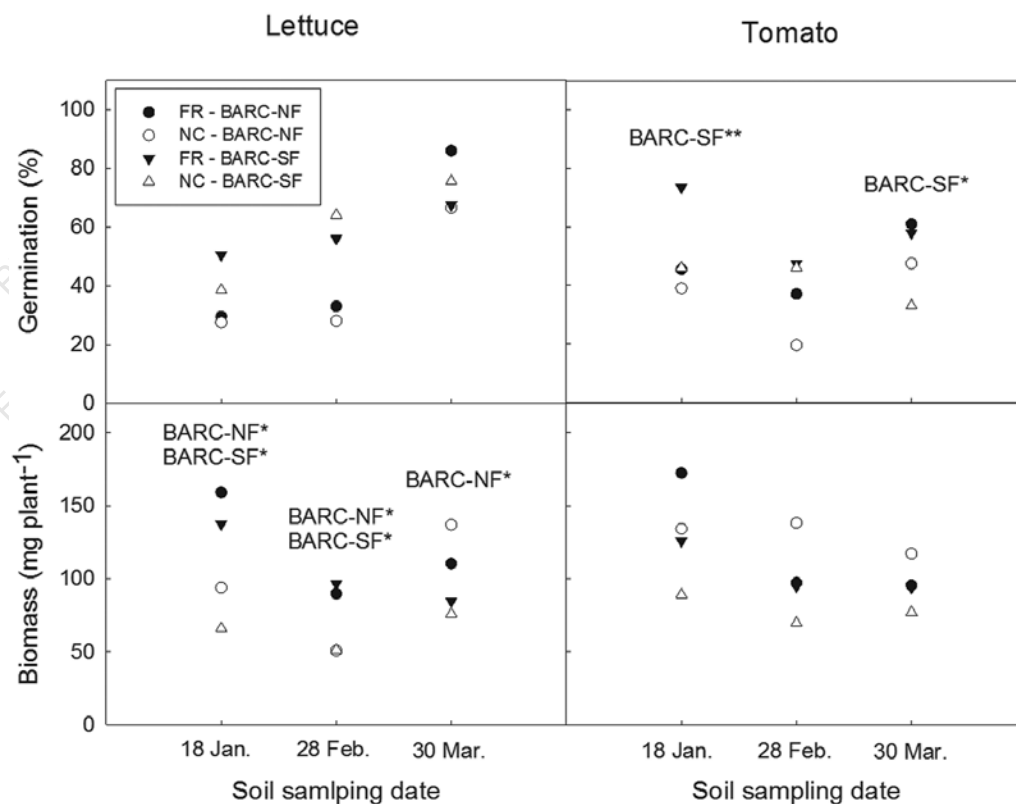 Lettuce
Tomato
Germination (%)
100
80
60
40
20
0
FR - BARC-NF
NC - BARC-NF
FR - BARC-SF
NC - BARC-SF
BARC-SF**
BARC-SF*
Biomass (mg plant⁻¹)
200
150
100
50
0
BARC-NF*
BARC-SF*
BARC-NF*
BARC-SF*
BARC-NF*
18 Jan.
28 Feb.
30 Mar.
18 Jan.
28 Feb.
30 Mar.
Soil samlping date
Soil sampling date